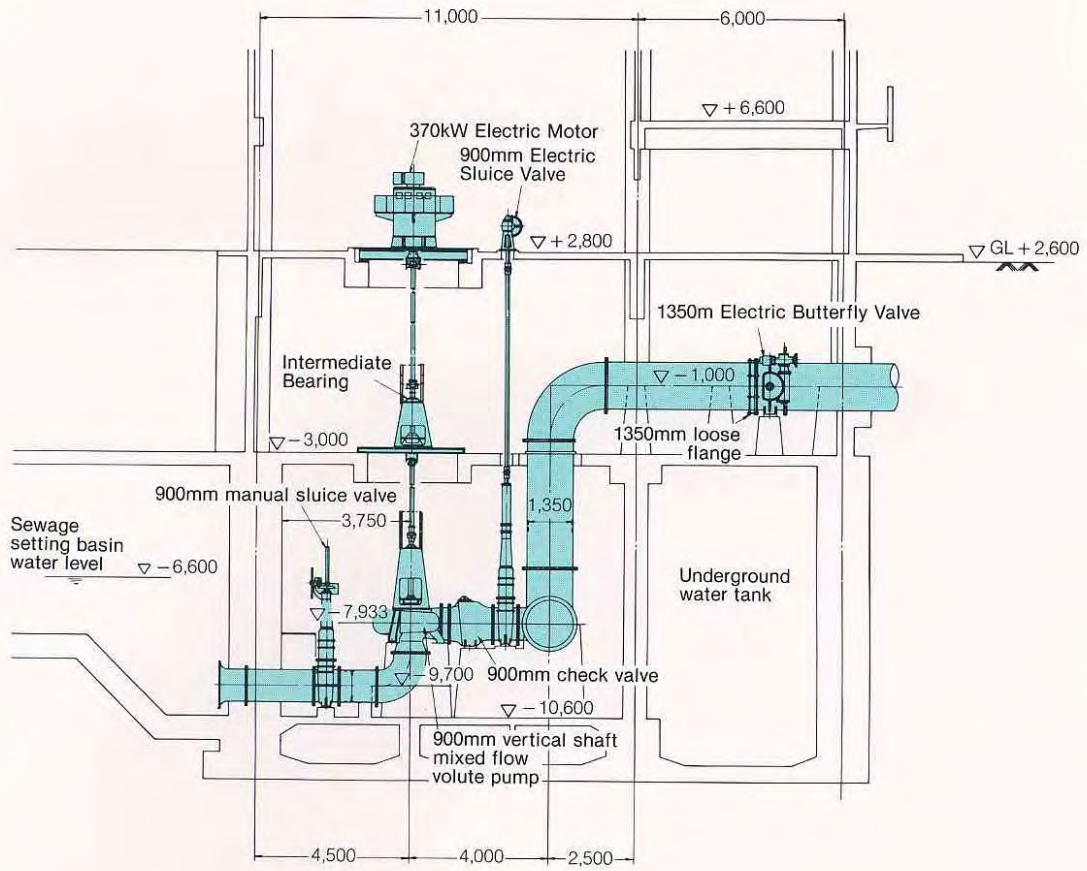 11,000
6,000
▽ +6,600
370kW Electric Motor
900mm Electric
Sluice Valve
▽ +2,800
▽ GL +2,600
1350m Electric Butterfly Valve
Intermediate
Bearing
▽ -1,000
▽ -3,000
1350mm loose
flange
900mm manual sluice valve
3,750
1,350
Sewage
setting basin
water level
▽ -6,600
Underground
water tank
▽ -7,933
▽ -9,700
900mm check valve
▽ -10,600
900mm vertical shaft
mixed flow
volute pump
4,500
4,000
2,500